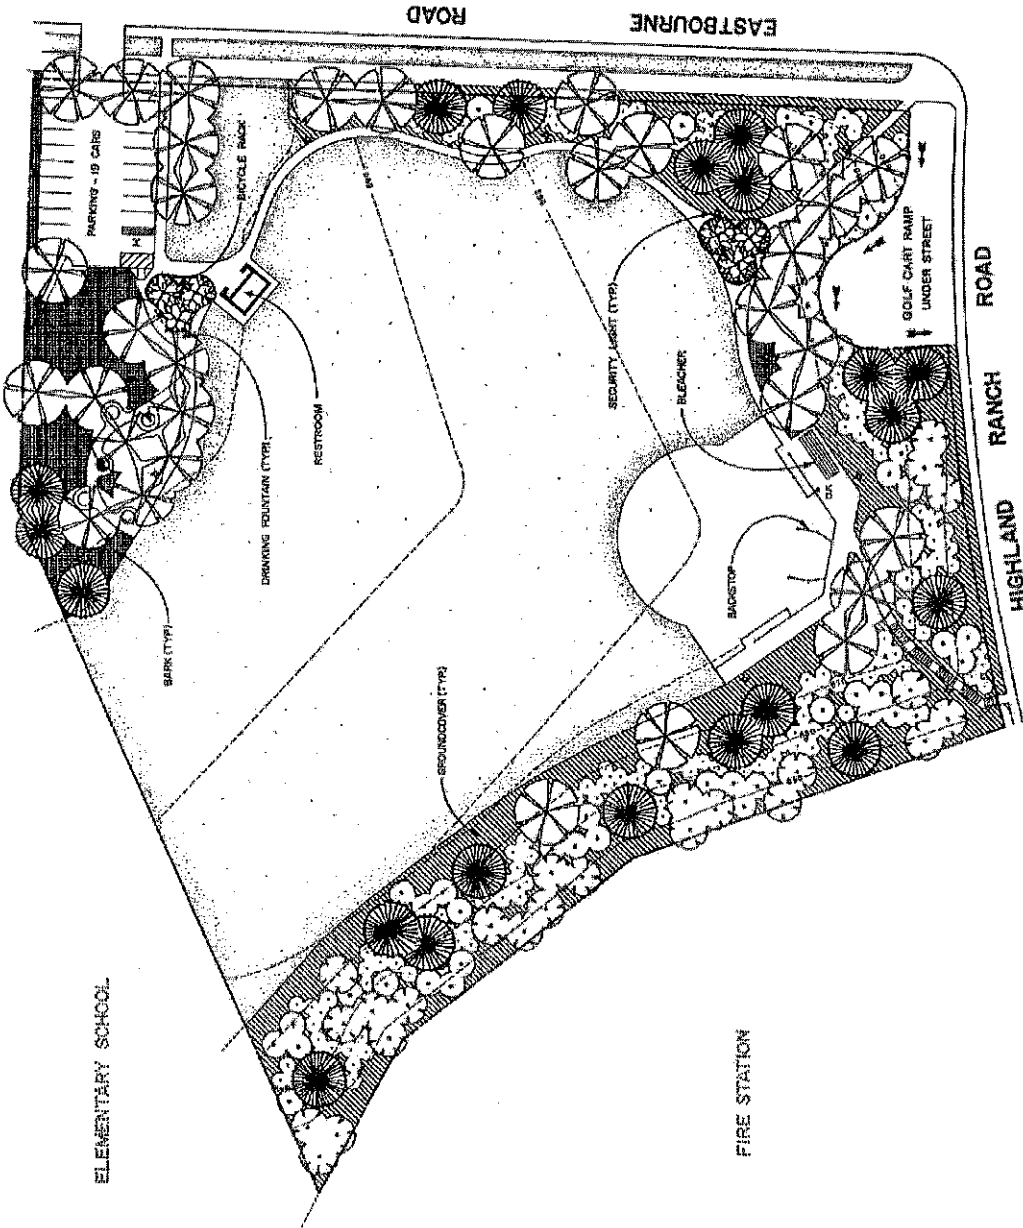 EASTBOURNE
ROAD
PARKING - 19 CARS
H
BICYCLE RACK
DRINKING FOUNTAIN (TYP)
RESTROOM
BARK (TYP)
SECURITY LIGHT (TYP)
BLEACHER
BACKSTOP
GROUNDCOVER (TYP)
GOLF CART RAMP
UNDER STREET
HIGHLAND RANCH ROAD
ELEMENTARY SCHOOL
FIRE STATION